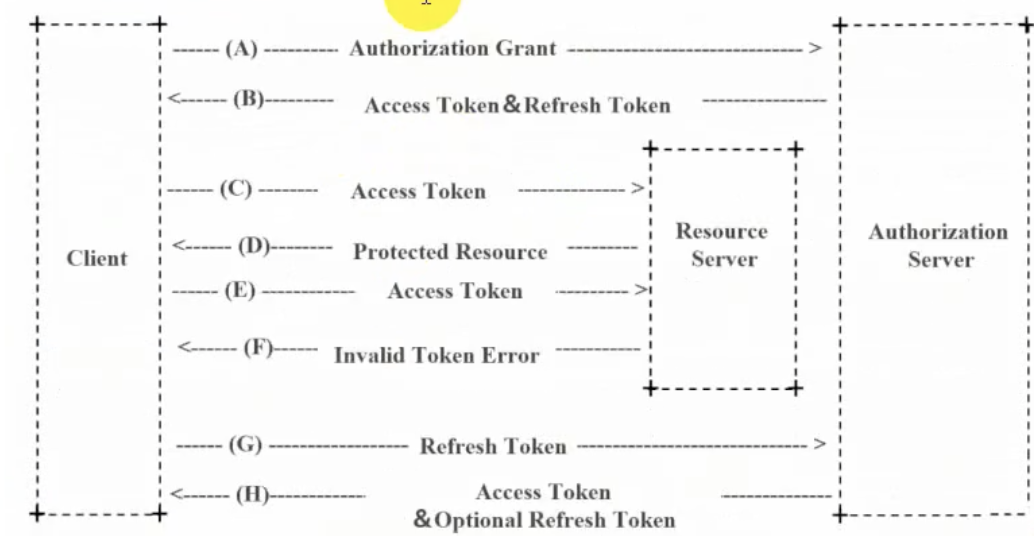 (A) Authorization Grant
(B) Access Token & Refresh Token
(C) Access Token
Resource
Server
Authorization
Server
Client
(D) Protected Resource
(E) Access Token
(F) Invalid Token Error
(G) Refresh Token
(H) Access Token
& Optional Refresh Token